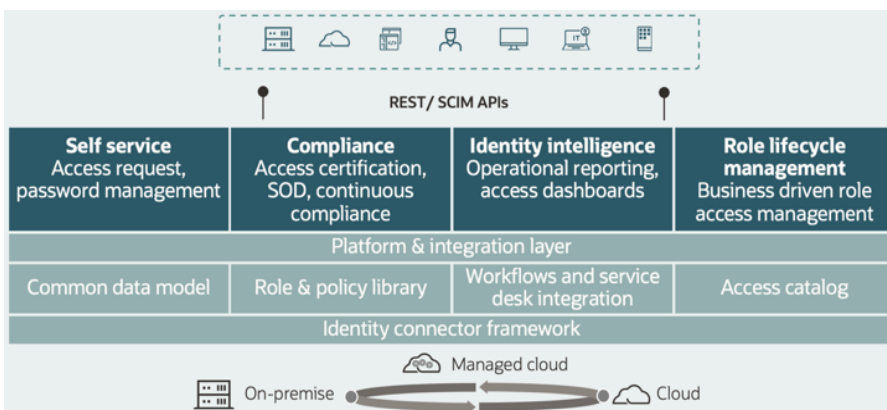 IT
REST/ SCIM APIs
Self service
Access request,
password management
Compliance
Access certification,
SOD, continuous
compliance
Identity intelligence
Operational reporting,
access dashboards
Role lifecycle
management
Business driven role
access management
Platform & integration layer
Common data model
Role & policy library
Workflows and service
desk integration
Access catalog
Identity connector framework
Managed cloud
On-premise
Cloud